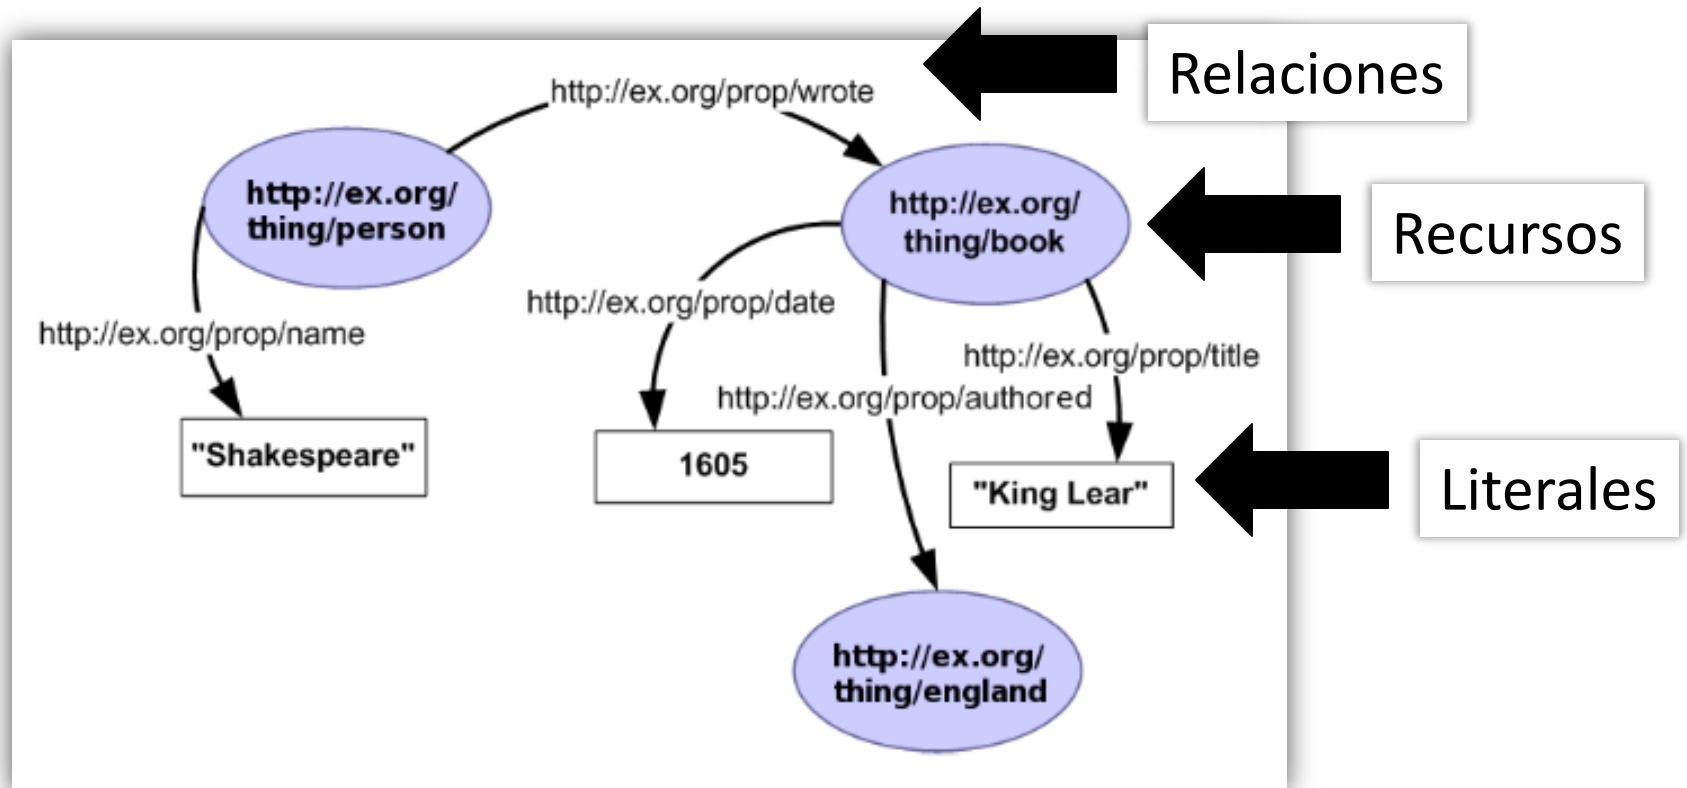 Relaciones
http://ex.org/prop/wrote
http://ex.org/
thing/person
http://ex.org/
thing/book
Recursos
http://ex.org/prop/date
http://ex.org/prop/name
http://ex.org/prop/title
http://ex.org/prop/authored
"Shakespeare"
1605
"King Lear"
Literales
http://ex.org/
thing/england